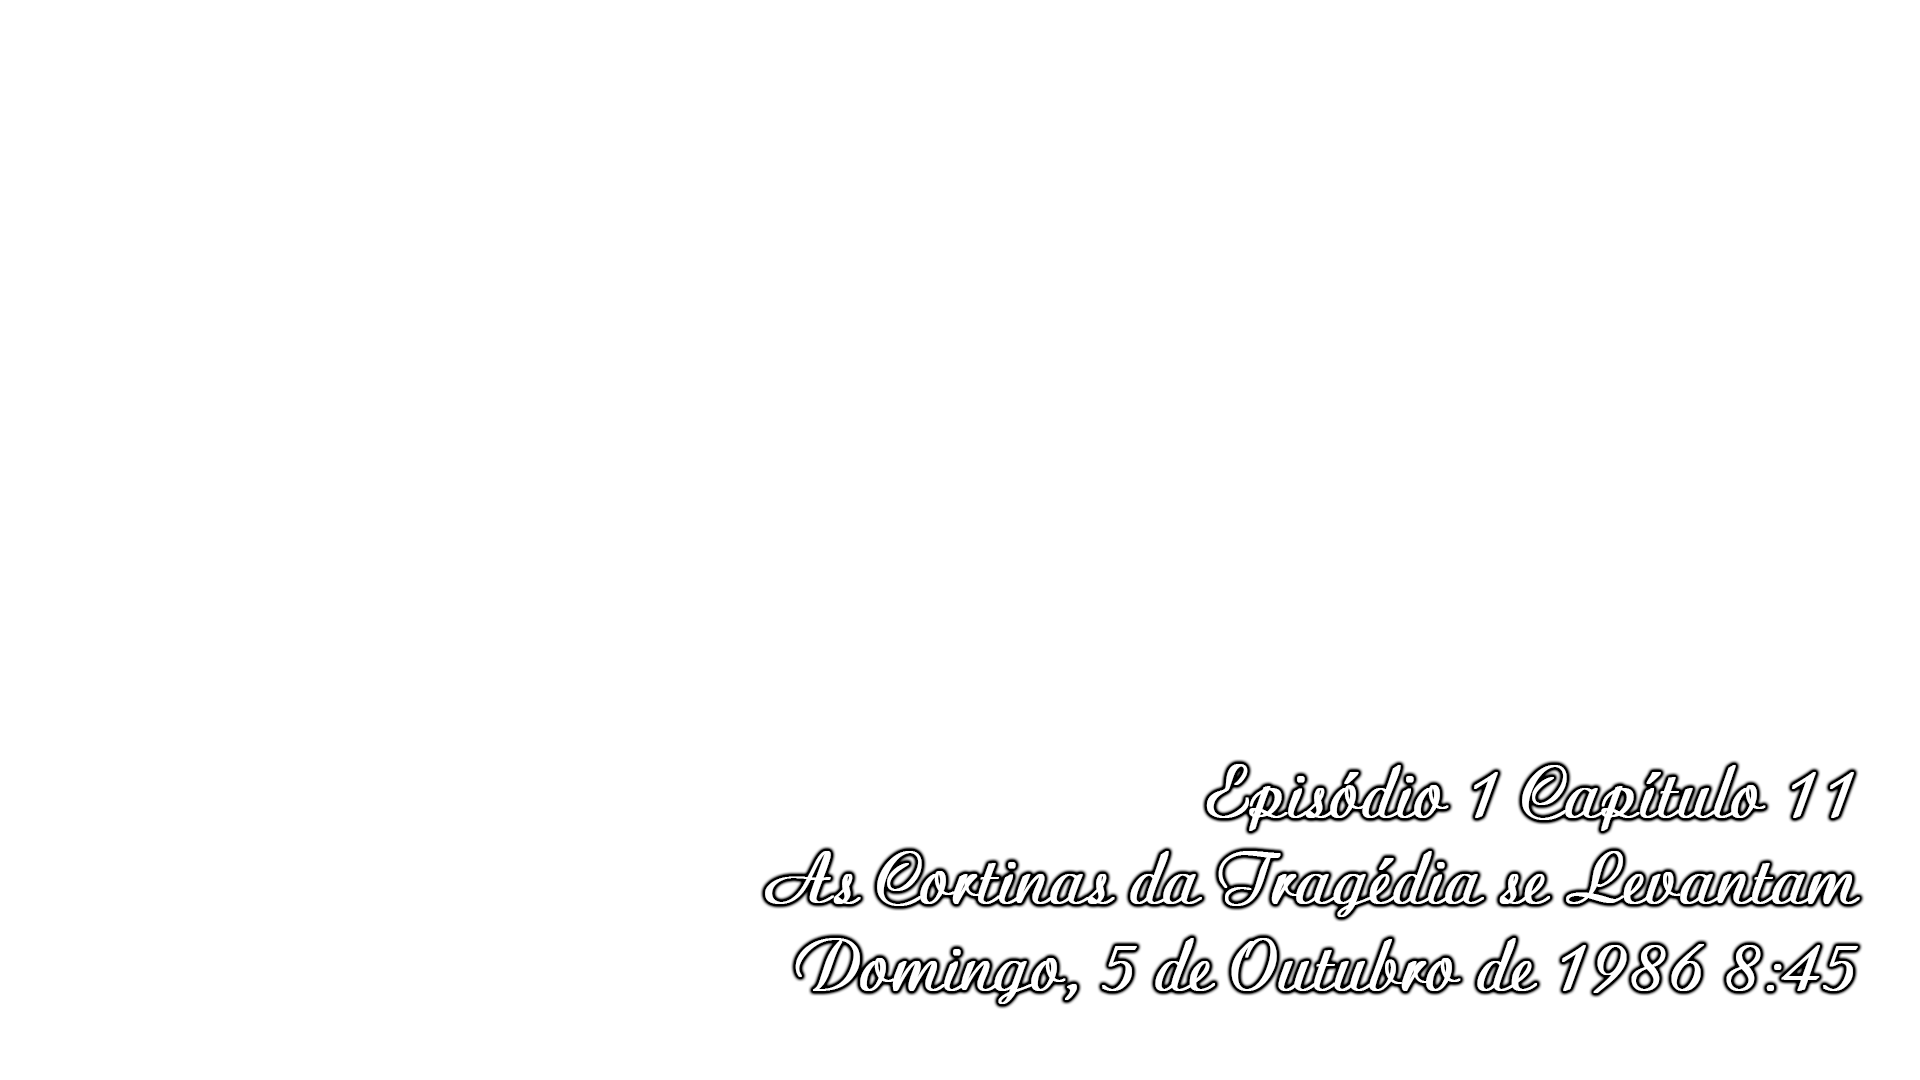 Episódio 1 Capítulo 11
As Cortinas da Tragédia se Levantam
Domingo, 5 de Outubro de 1986 8:45